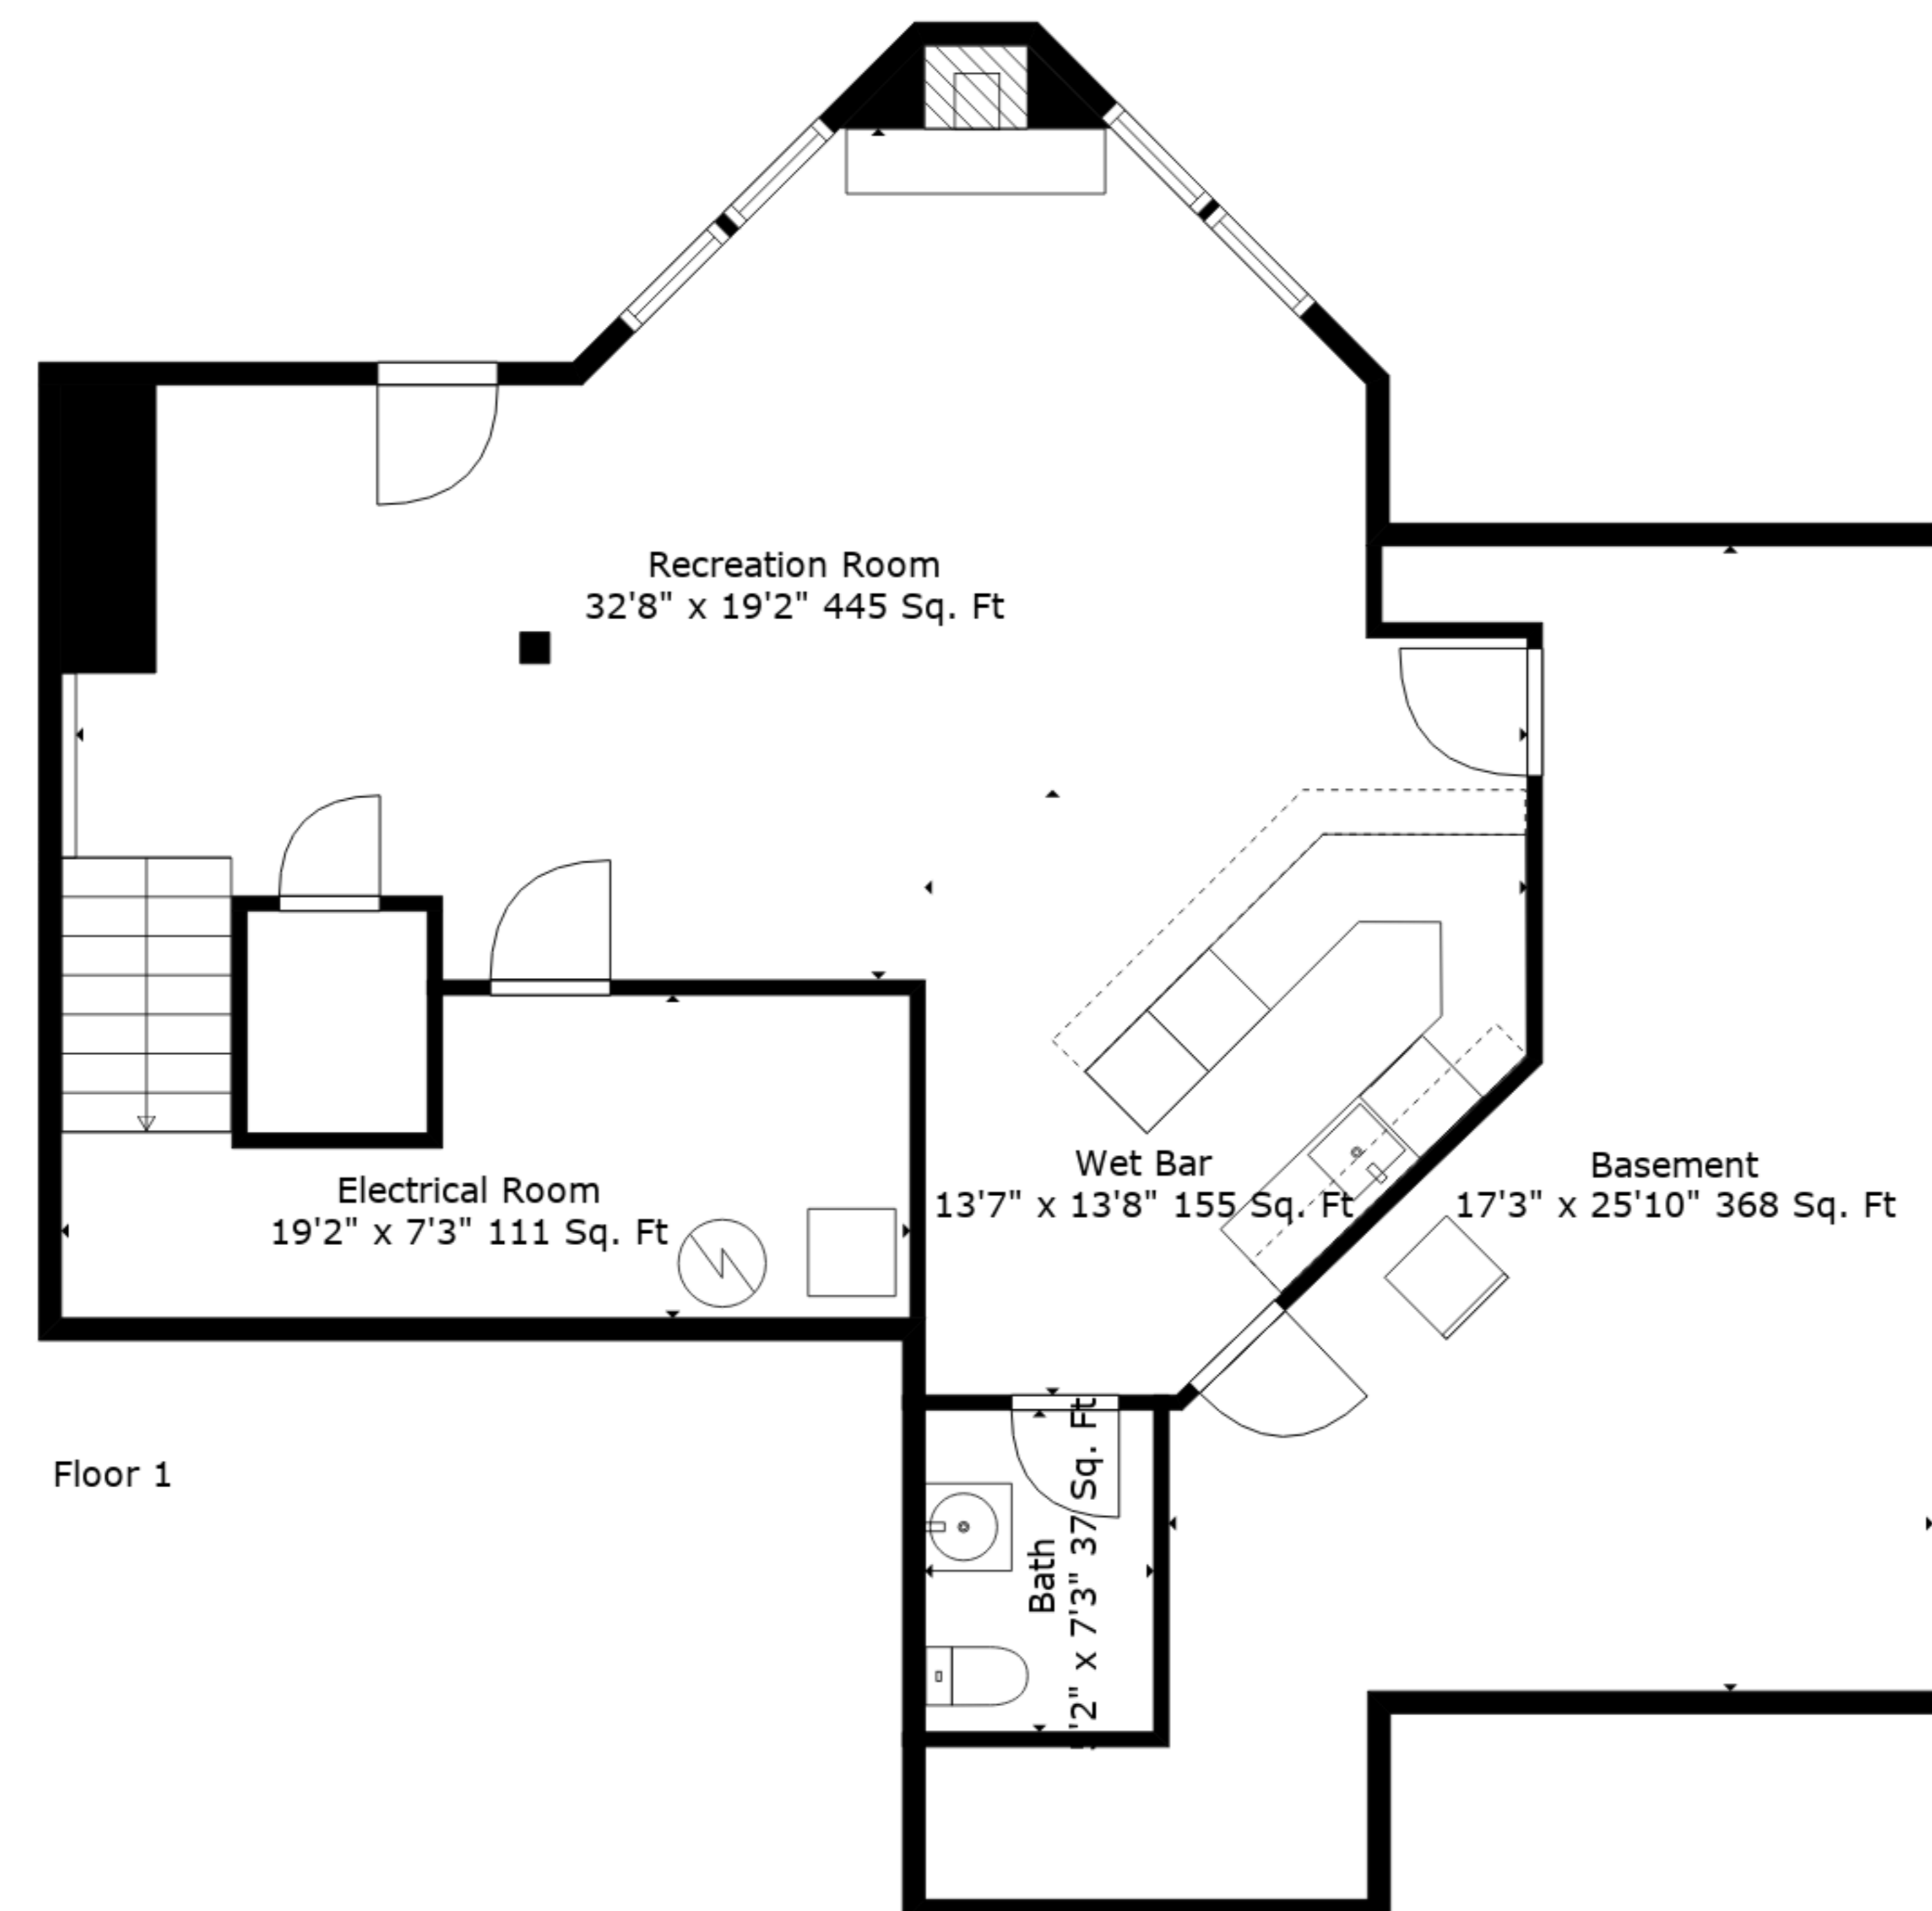 Recreation Room
32'8" x 19'2" 445 Sq. Ft
Electrical Room
19'2" x 7'3" 111 Sq. Ft
Wet Bar
13'7" x 13'8" 155 Sq. Ft
Basement
17'3" x 25'10" 368 Sq. Ft
Bath
5'2" x 7'3" 37 Sq. Ft
Floor 1